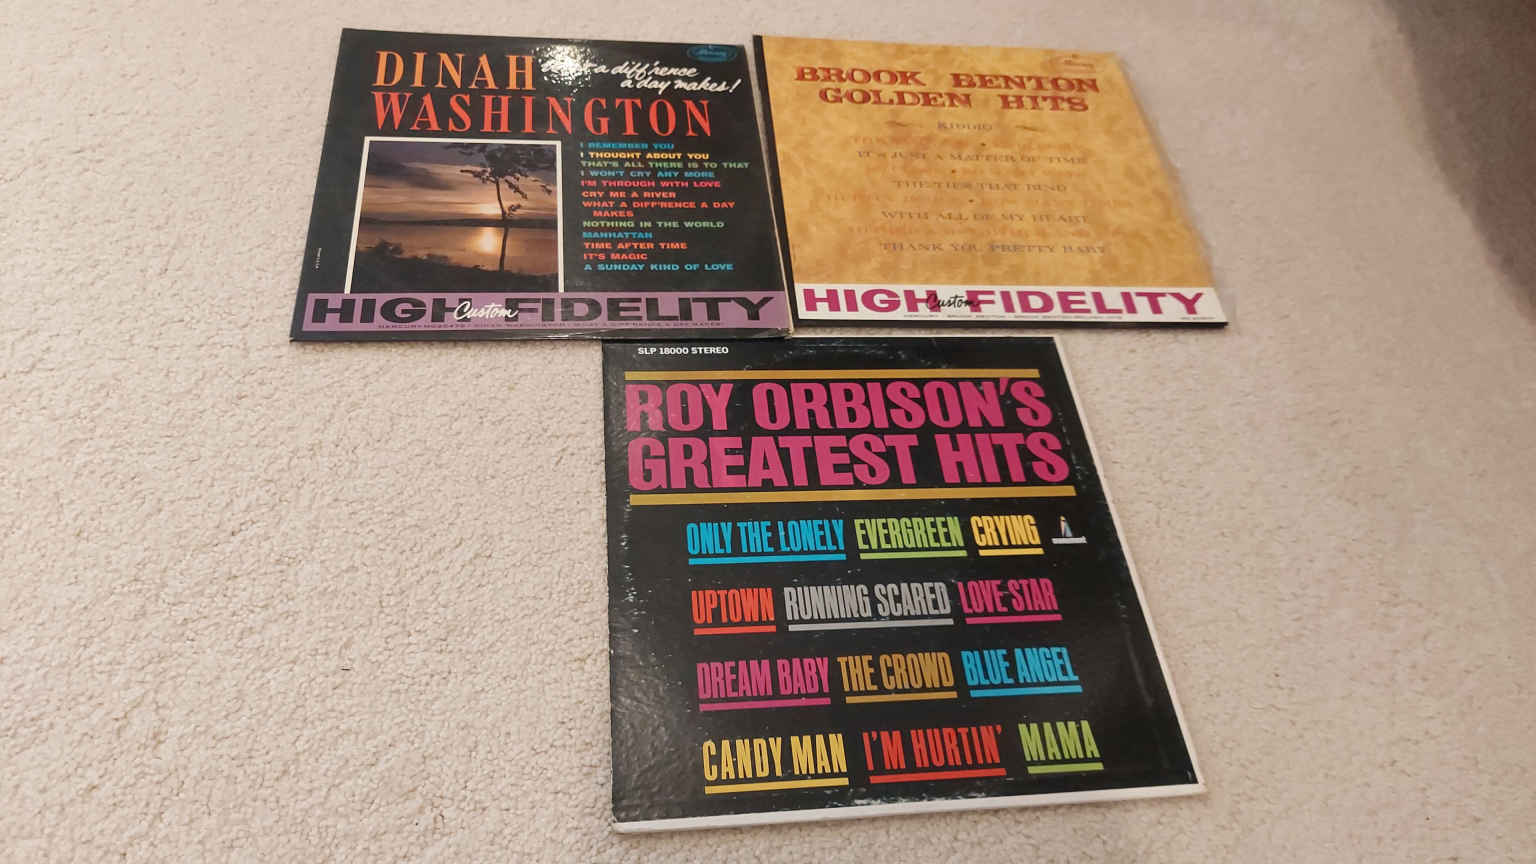 DINAH
a diff'rence
a day makes!
WASHINGTON
Mercury
I REMEMBER YOU
I THOUGHT ABOUT YOU
THAT'S ALL THERE IS TO THAT
I WON'T CRY ANY MORE
I'M THROUGH WITH LOVE
CRY ME A RIVER
WHAT A DIFF'RENCE A DAY
MAKES
NOTHING IN THE WORLD
MANHATTAN
TIME AFTER TIME
IT'S MAGIC
A SUNDAY KIND OF LOVE
HIGH Custom FIDELITY
Mercury
BROOK BENTON
GOLDEN HITS
KIDDIO
IT'S JUST A MATTER OF TIME
THE TIES THAT BIND
WITH ALL OF MY HEART
THANK YOU PRETTY BABY
HIGH Custom FIDELITY
SLP 18000 STEREO
ROY ORBISON'S
GREATEST HITS
ONLY THE LONELY EVERGREEN CRYING
monument
UPTOWN RUNNING SCARED LOVE STAR
DREAM BABY THE CROWD BLUE ANGEL
CANDY MAN I'M HURTIN' MAMA